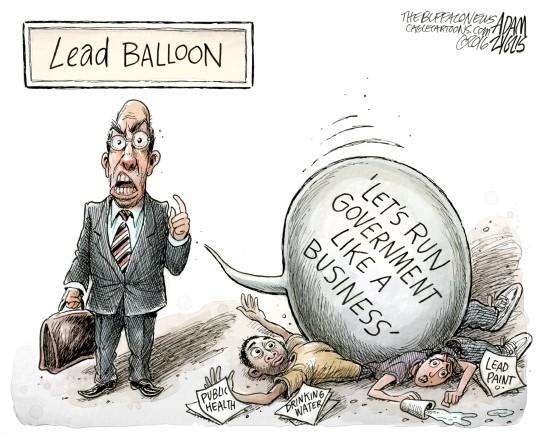 THE BUFFALO NEWS
CAGLECARTOONS.COM
©2016
ADAM
ZYGLIS
Lead BALLOON
'LET'S RUN
GOVERNMENT
LIKE A
BUSINESS'
PUBLIC
HEALTH
DRINKING
WATER
LEAD
PAINT